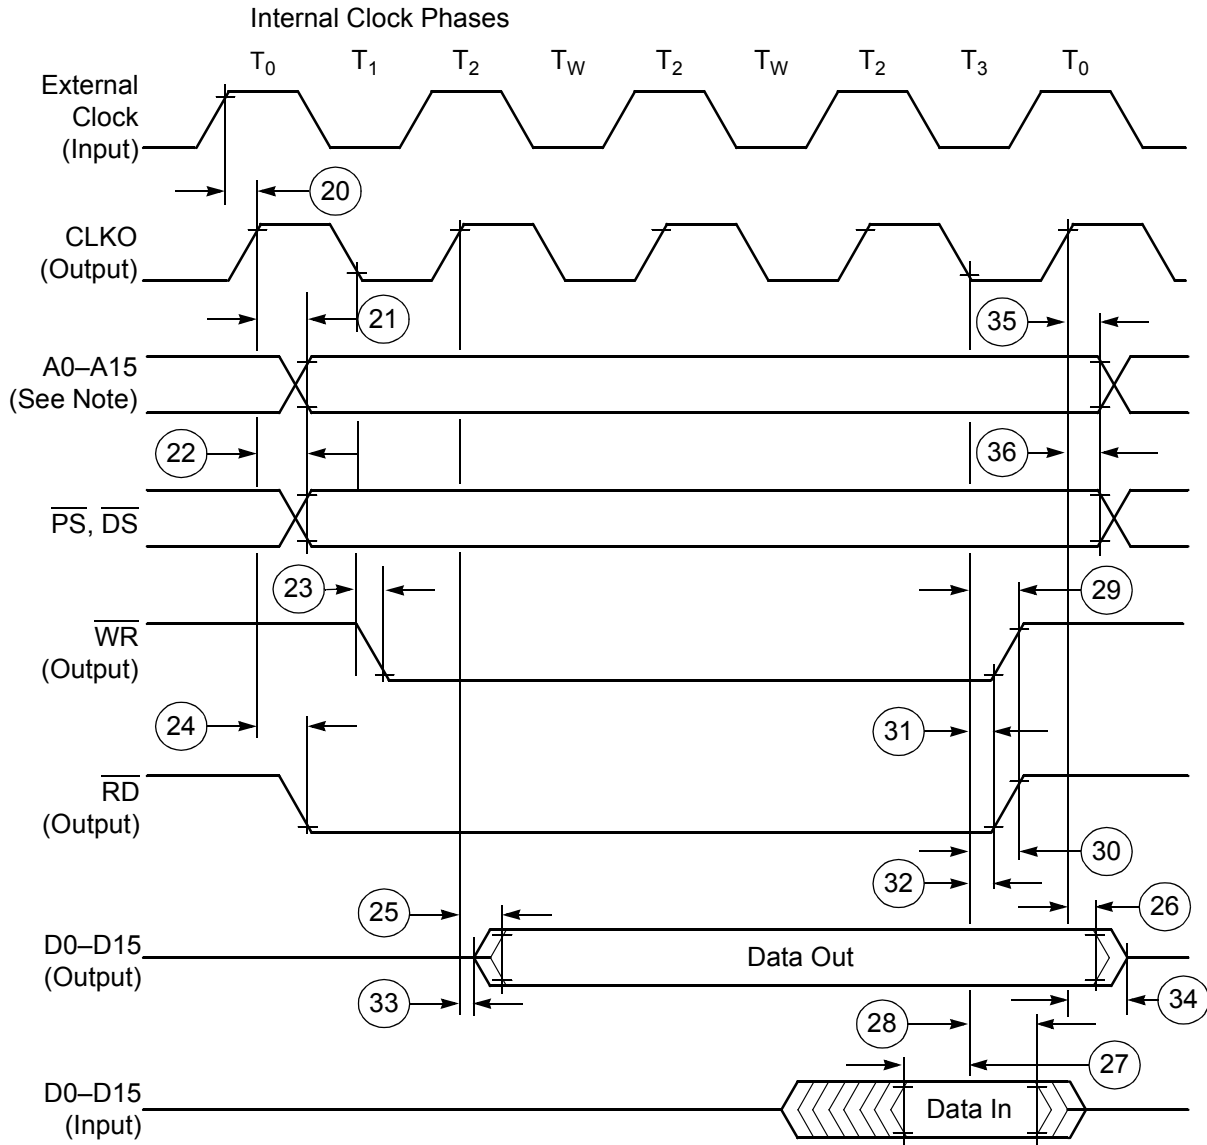 Internal Clock Phases
T0 T1 T2 TW T2 TW T2 T3 T0
External
Clock
(Input)
20
CLKO
(Output)
21
35
A0–A15
(See Note)
22
36
PS, DS
23
29
WR
(Output)
24
31
RD
(Output)
30
32
25
26
D0–D15
(Output)
Data Out
33
34
28
27
D0–D15
(Input)
Data In